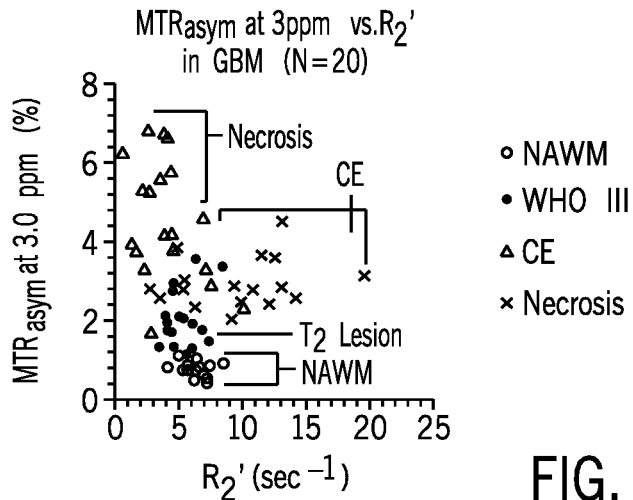 MTRasym at 3ppm vs.R2'
in GBM (N=20)
MTRasym at 3.0 ppm (%)
8
6
4
2
0
Necrosis
CE
T2 Lesion
NAWM
0 5 10 15 20 25
R2' (sec -1)
NAWM
WHO III
CE
Necrosis
FIG.